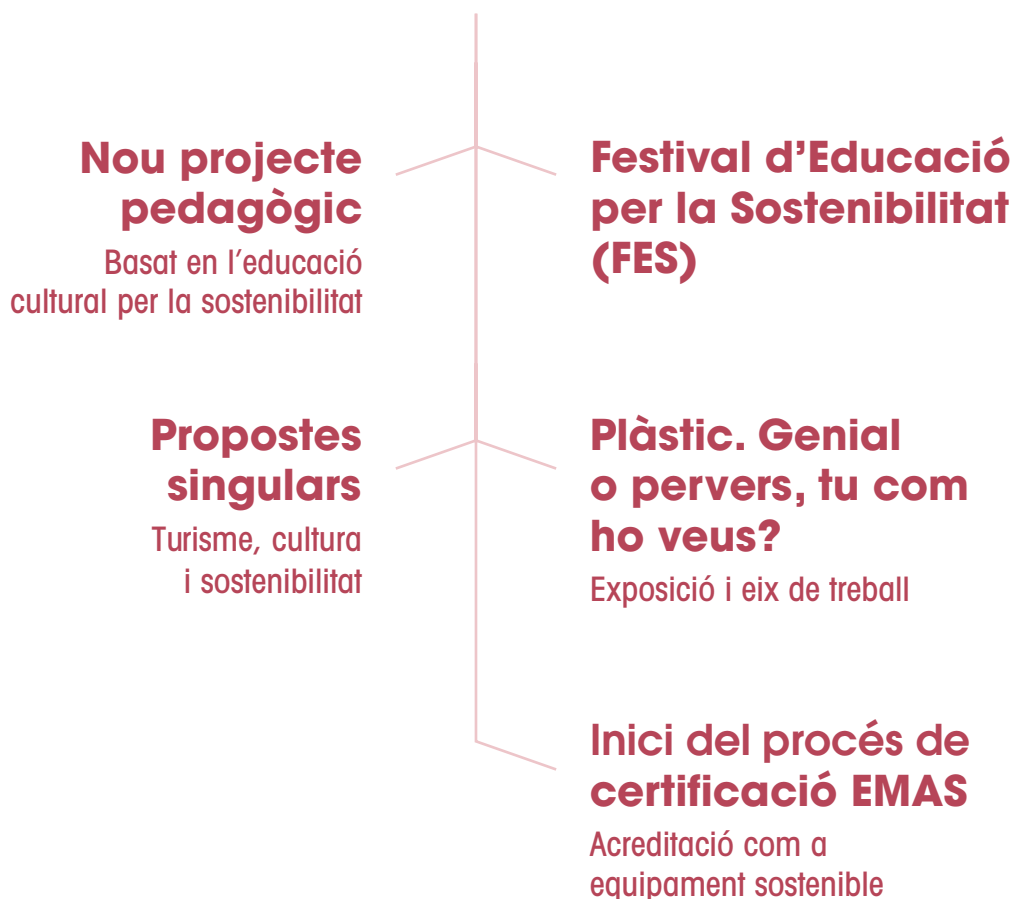 Nou projecte
pedagògic
Basat en l’educació
cultural per la sostenibilitat
Festival d’Educació
per la Sostenibilitat
(FES)
Propostes
singulars
Turisme, cultura
i sostenibilitat
Plàstic. Genial
o pervers, tu com
ho veus?
Exposició i eix de treball
Inici del procés de
certificació EMAS
Acreditació com a
equipament sostenible